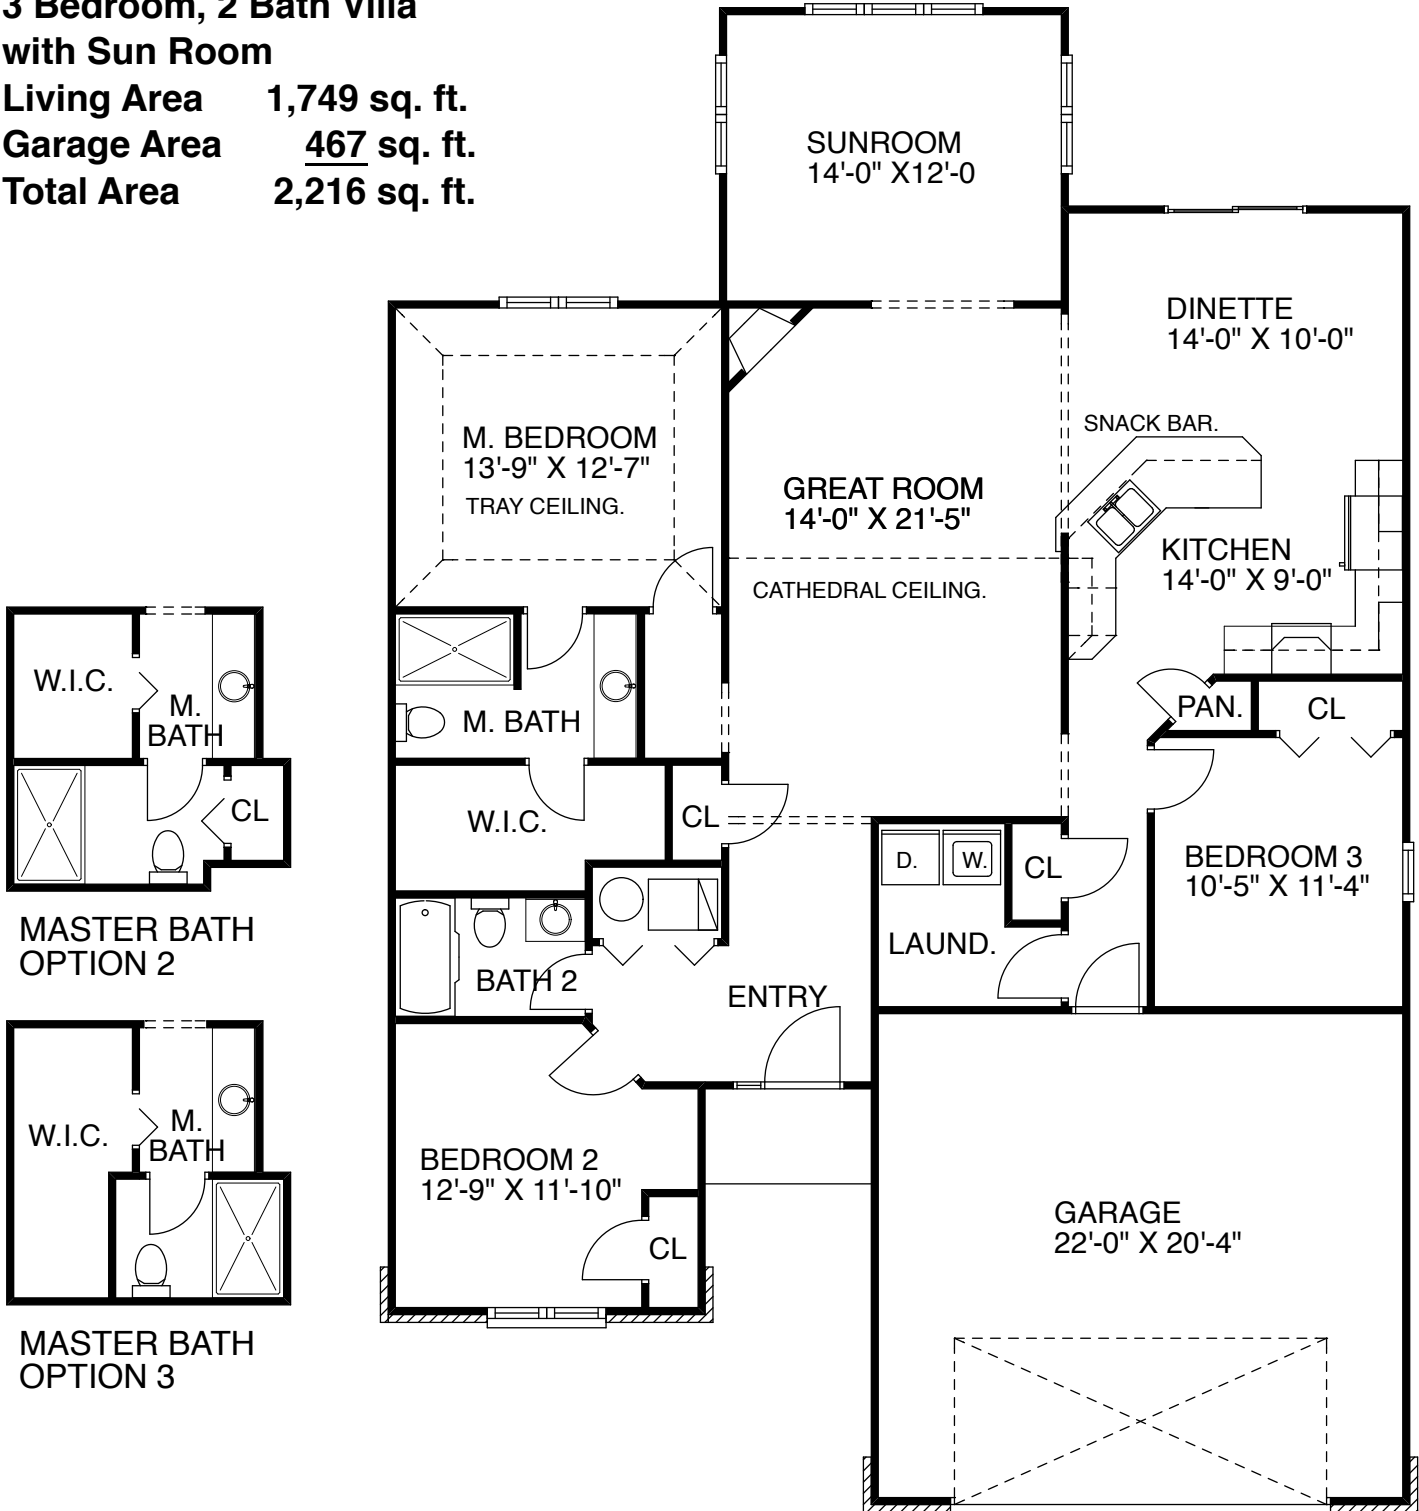 3 Bedroom, 2 Bath Villa
with Sun Room
Living Area 1,749 sq. ft.
Garage Area 467 sq. ft.
Total Area 2,216 sq. ft.
SUNROOM
14'-0" X12'-0
DINETTE
14'-0" X 10'-0"
SNACK BAR.
M. BEDROOM
13'-9" X 12'-7"
TRAY CEILING.
GREAT ROOM
14'-0" X 21'-5"
CATHEDRAL CEILING.
KITCHEN
14'-0" X 9'-0"
PAN.
CL
M. BATH
W.I.C.
CL
BEDROOM 3
10'-5" X 11'-4"
D.
W.
CL
LAUND.
BATH 2
ENTRY
BEDROOM 2
12'-9" X 11'-10"
CL
GARAGE
22'-0" X 20'-4"
W.I.C.
M.
BATH
CL
MASTER BATH
OPTION 2
W.I.C.
M.
BATH
MASTER BATH
OPTION 3